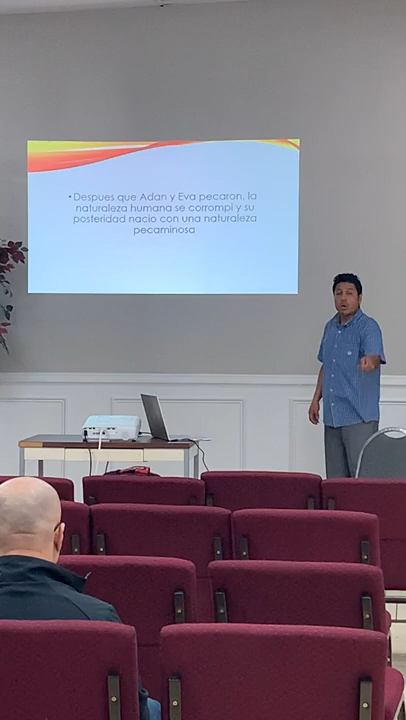 • Despues que Adan y Eva pecaron, la
naturaleza humana se corrompi y su
posteridad nacio con una naturaleza
pecaminosa